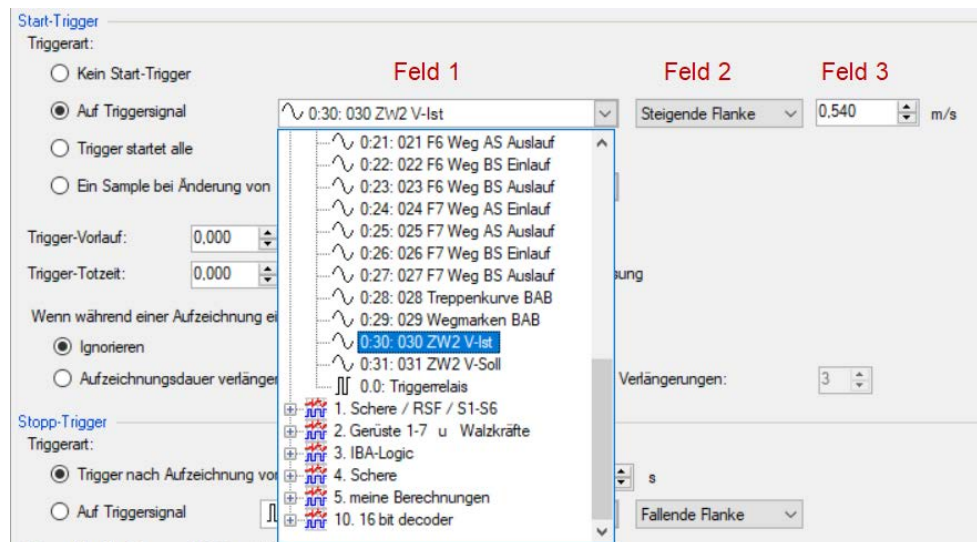 Start-Trigger
Triggerart:
Kein Start-Trigger
Feld 1
Feld 2
Feld 3
Auf Triggersignal
0:30: 030 ZW2 V-Ist
Steigende Flanke
0,540
m/s
Trigger startet alle
Ein Sample bei Änderung von
0:21: 021 F6 Weg AS Auslauf
0:22: 022 F6 Weg BS Einlauf
0:23: 023 F6 Weg BS Auslauf
0:24: 024 F7 Weg AS Einlauf
0:25: 025 F7 Weg AS Auslauf
0:26: 026 F7 Weg BS Einlauf
0:27: 027 F7 Weg BS Auslauf
0:28: 028 Treppenkurve BAB
0:29: 029 Wegmarken BAB
0:30: 030 ZW2 V-Ist
0:31: 031 ZW2 V-Soll
0.0: Triggerrelais
1. Schere / RSF / S1-S6
2. Gerüste 1-7 u Walzkräfte
3. IBA-Logic
4. Schere
5. meine Berechnungen
10. 16 bit decoder
Trigger-Vorlauf:
0,000
Trigger-Totzeit:
0,000
sung
Wenn während einer Aufzeichnung ei
Ignorieren
Aufzeichnungsdauer verlänger
Verlängerungen:
3
Stopp-Trigger
Triggerart:
Trigger nach Aufzeichnung vor
s
Auf Triggersignal
Fallende Flanke